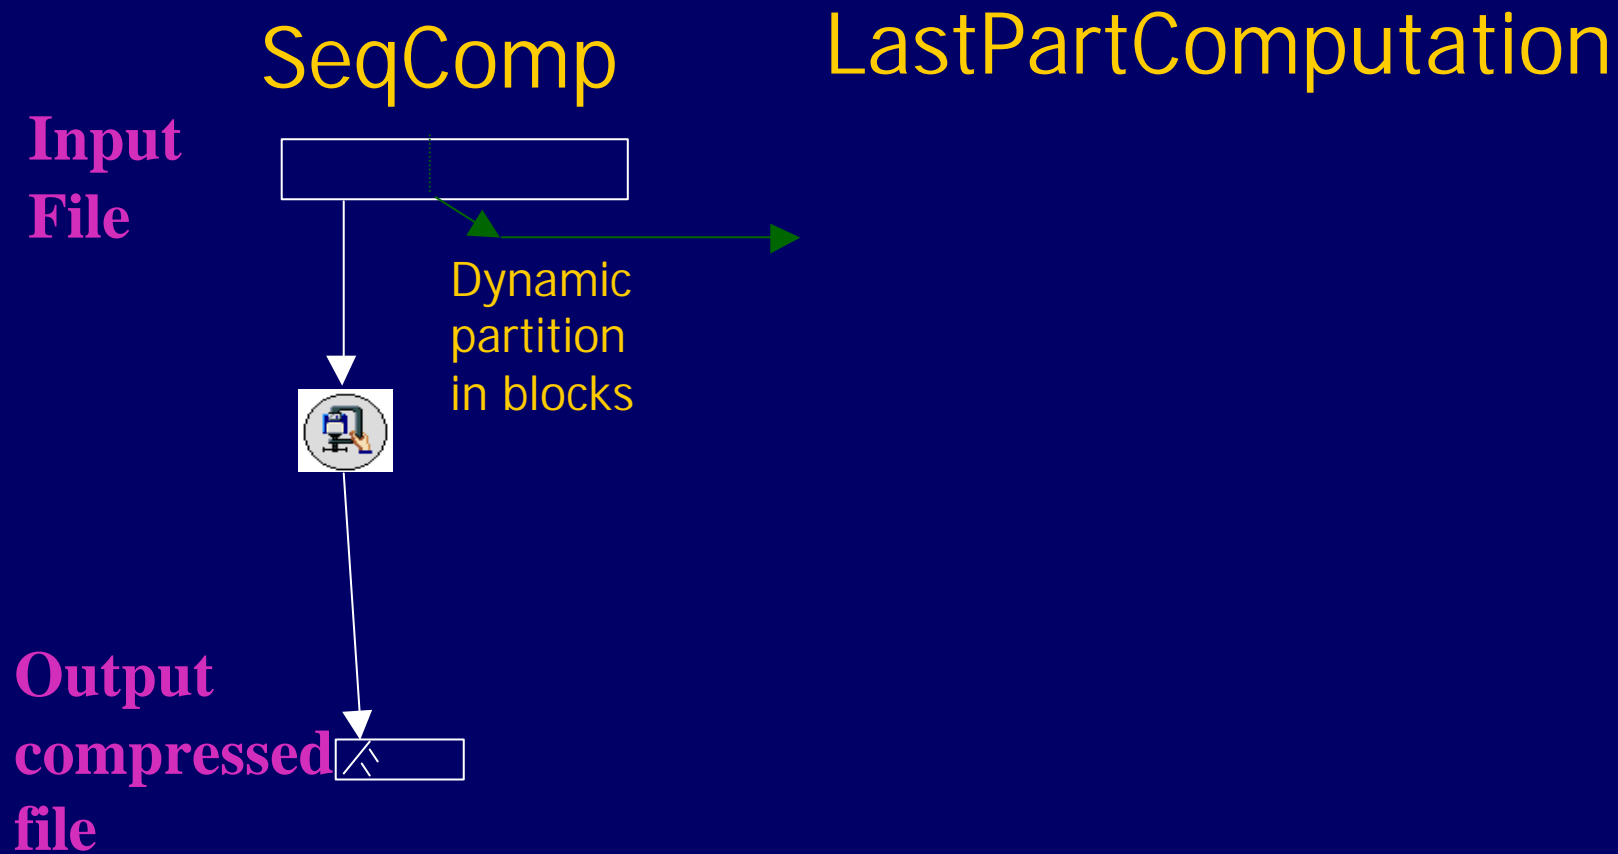 SeqComp
LastPartComputation
Input
File
Dynamic
partition
in blocks
Output
compressed
file